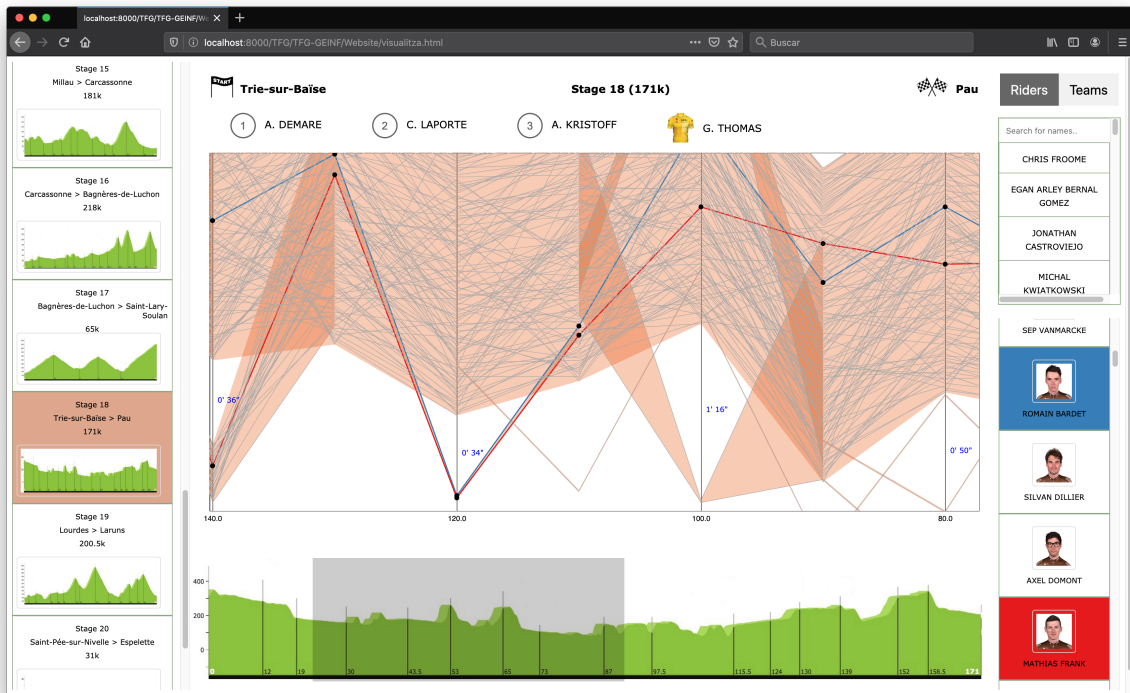 localhost:8000/TFG/TFG-GEINF/We
localhost:8000/TFG/TFG-GEINF/Website/visualitza.html
Buscar
Stage 15
Millau > Carcassonne
181k
Stage 16
Carcassonne > Bagnères-de-Luchon
218k
Stage 17
Bagnères-de-Luchon > Saint-Lary-
Soulan
65k
Stage 18
Trie-sur-Baïse > Pau
171k
Stage 19
Lourdes > Laruns
200.5k
Stage 20
Saint-Pée-sur-Nivelle > Espelette
31k
START
Trie-sur-Baïse
Stage 18 (171k)
Pau
1 A. DEMARE
2 C. LAPORTE
3 A. KRISTOFF
G. THOMAS
0' 36"
0' 34"
1' 16"
0' 50"
140.0 120.0 100.0 80.0
400
200
0
0 12 19 30 43.5 53 65 73 87 97.5 115.5 124 130 139 152 158.5 171
Riders Teams
Search for names..
CHRIS FROOME
EGAN ARLEY BERNAL
GOMEZ
JONATHAN
CASTROVIEJO
MICHAL
KWIATKOWSKI
SEP VANMARCKE
ROMAIN BARDET
SILVAN DILLIER
AXEL DOMONT
MATHIAS FRANK